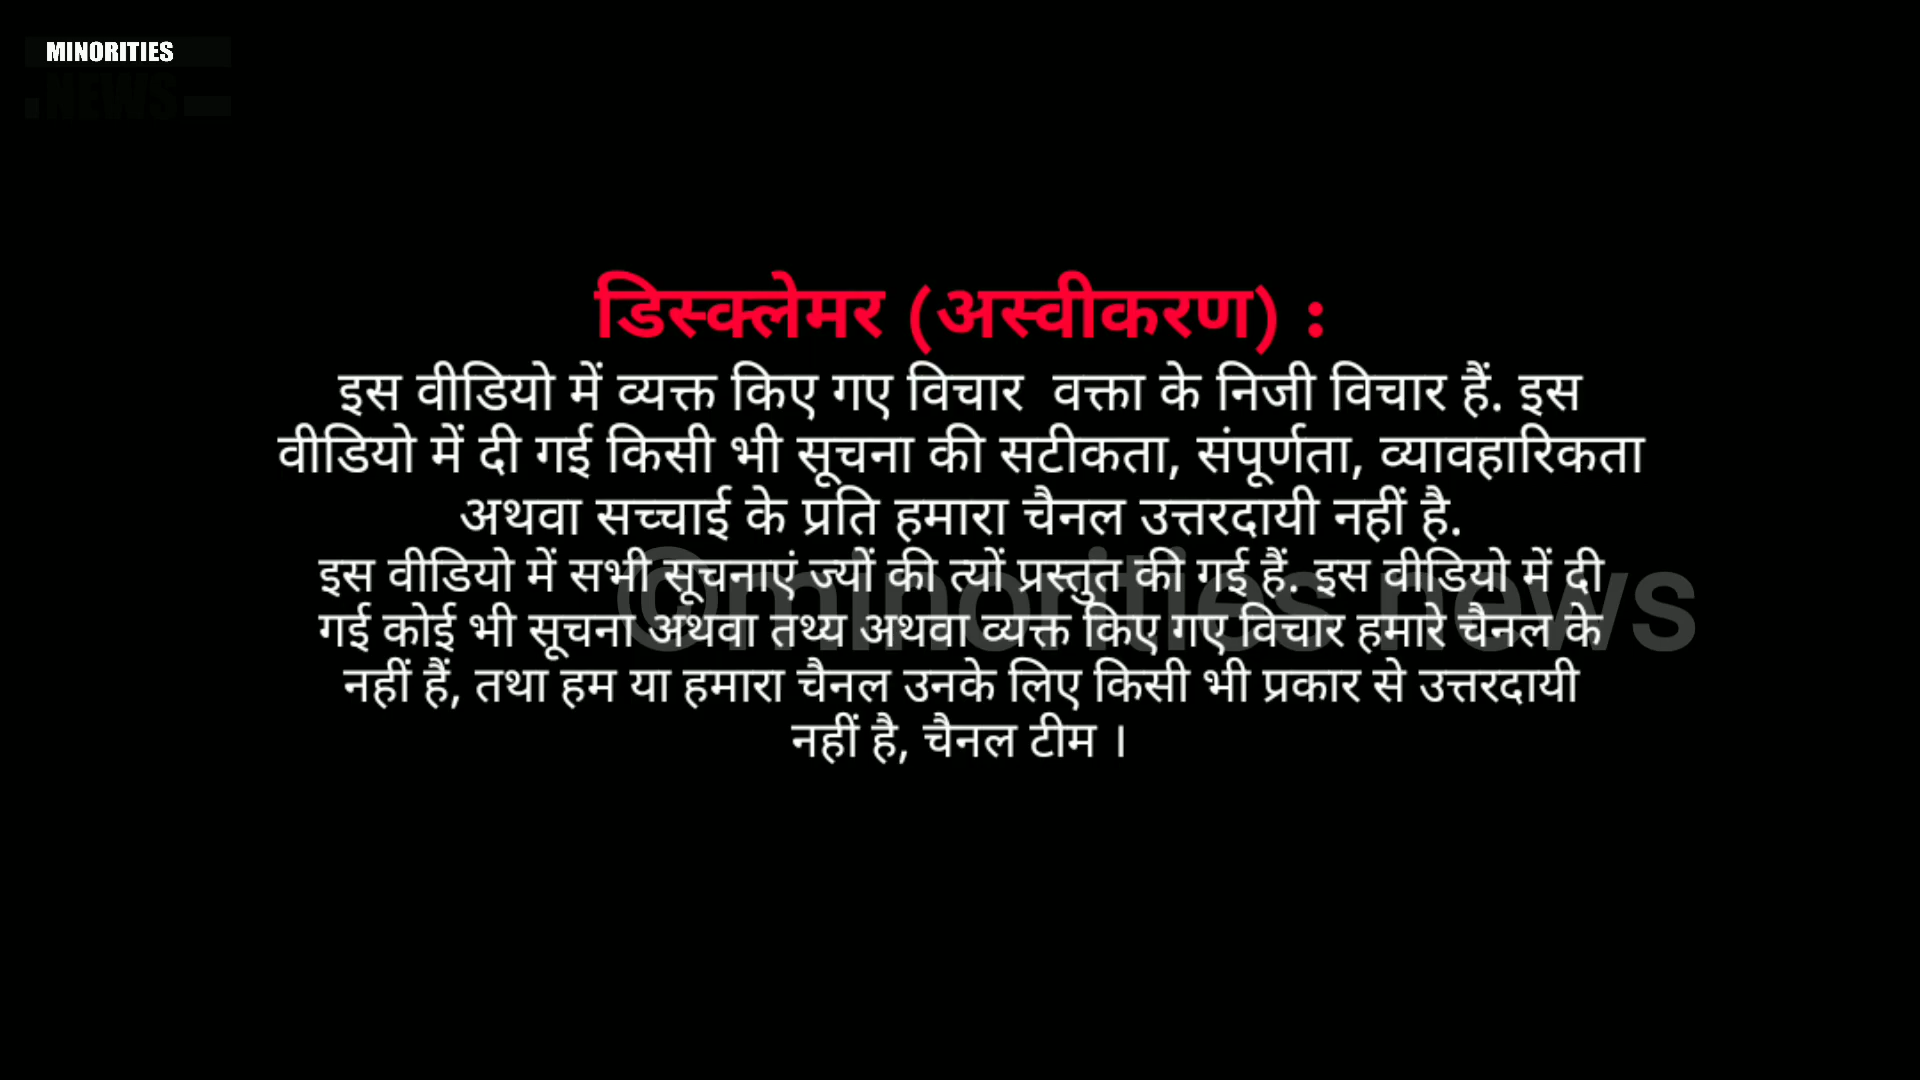 MINORITIES
NEWS
डिस्क्लेमर (अस्वीकरण) :
इस वीडियो में व्यक्त किए गए विचार वक्ता के निजी विचार हैं. इस
वीडियो में दी गई किसी भी सूचना की सटीकता, संपूर्णता, व्यावहारिकता
अथवा सच्चाई के प्रति हमारा चैनल उत्तरदायी नहीं है.
इस वीडियो में सभी सूचनाएं ज्यों की त्यों प्रस्तुत की गई हैं. इस वीडियो में दी
गई कोई भी सूचना अथवा तथ्य अथवा व्यक्त किए गए विचार हमारे चैनल के
नहीं हैं, तथा हम या हमारा चैनल उनके लिए किसी भी प्रकार से उत्तरदायी
नहीं है, चैनल टीम ।
©minorities news